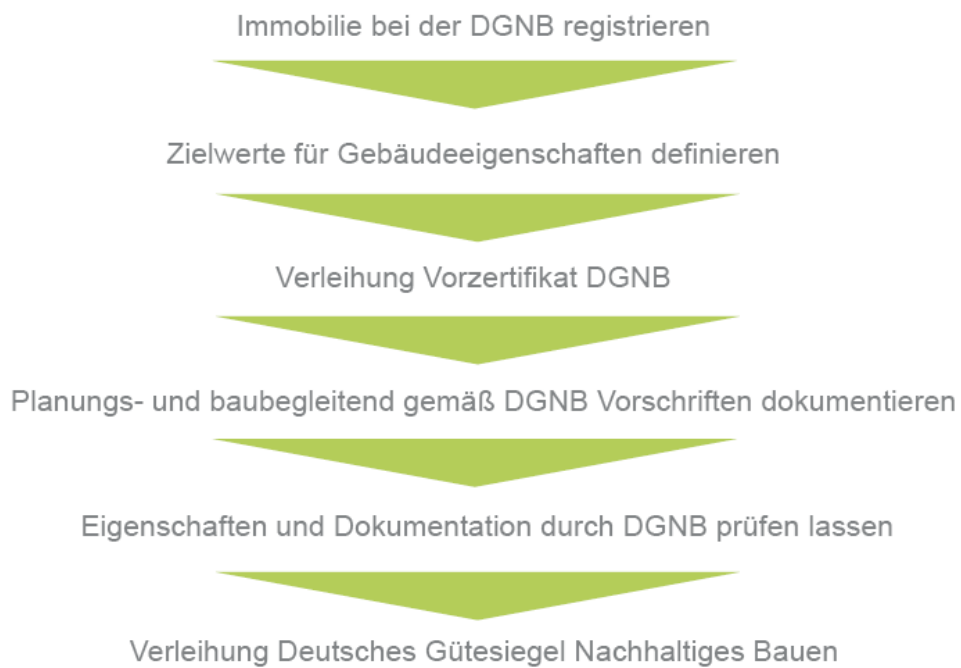 Immobilie bei der DGNB registrieren
Zielwerte für Gebäudeeigenschaften definieren
Verleihung Vorzertifikat DGNB
Planungs- und baubegleitend gemäß DGNB Vorschriften dokumentieren
Eigenschaften und Dokumentation durch DGNB prüfen lassen
Verleihung Deutsches Gütesiegel Nachhaltiges Bauen